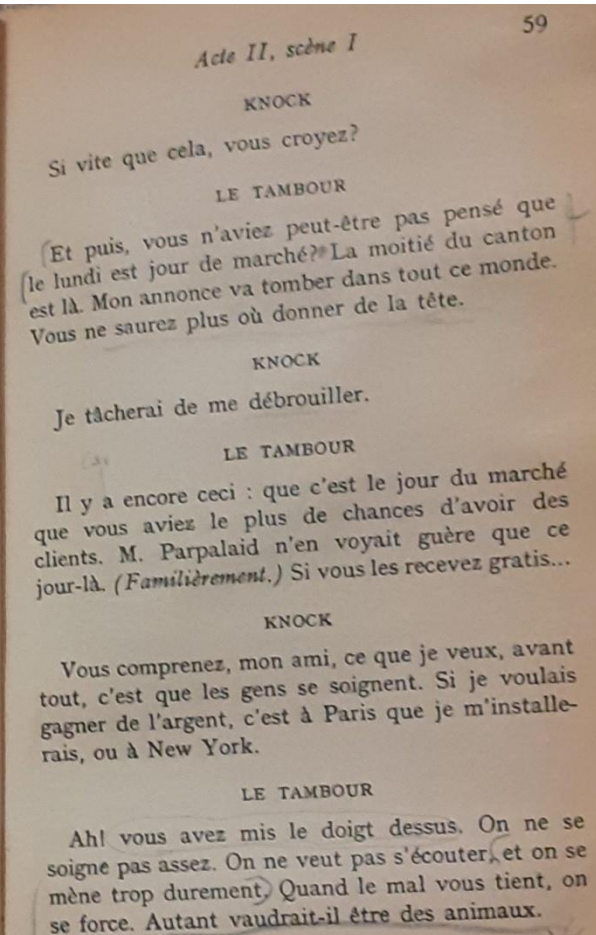 59
Acte II, scène I
KNOCK
Si vite que cela, vous croyez?
LE TAMBOUR
Et puis, vous n'aviez peut-être pas pensé que
le lundi est jour de marché? La moitié du canton
est là. Mon annonce va tomber dans tout ce monde.
Vous ne saurez plus où donner de la tête.
KNOCK
Je tâcherai de me débrouiller.
LE TAMBOUR
Il y a encore ceci : que c'est le jour du marché
que vous aviez le plus de chances d'avoir des
clients. M. Parpalaid n'en voyait guère que ce
jour-là. (Familièrement.) Si vous les recevez gratis...
KNOCK
Vous comprenez, mon ami, ce que je veux, avant
tout, c'est que les gens se soignent. Si je voulais
gagner de l'argent, c'est à Paris que je m'installe-
rais, ou à New York.
LE TAMBOUR
Ah! vous avez mis le doigt dessus. On ne se
soigne pas assez. On ne veut pas s'écouter, et on se
mène trop durement. Quand le mal vous tient, on
se force. Autant vaudrait-il être des animaux.